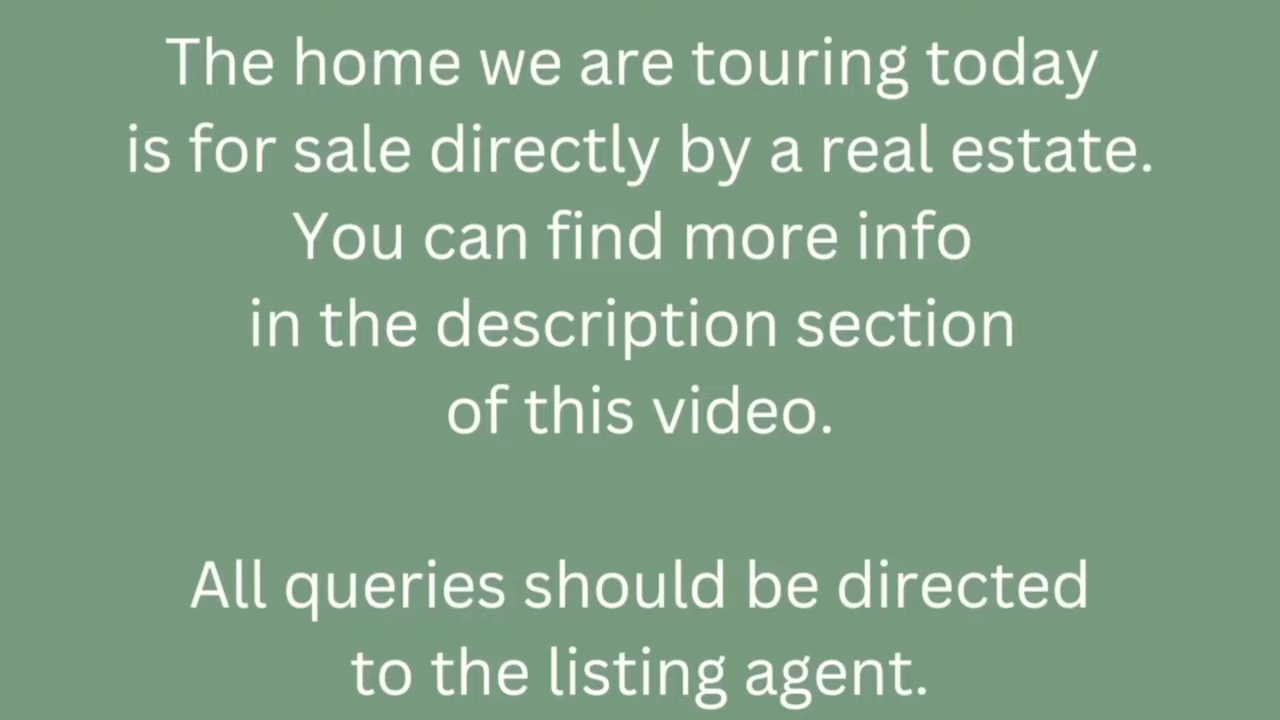 The home we are touring today
is for sale directly by a real estate.
You can find more info
in the description section
of this video.
All queries should be directed
to the listing agent.